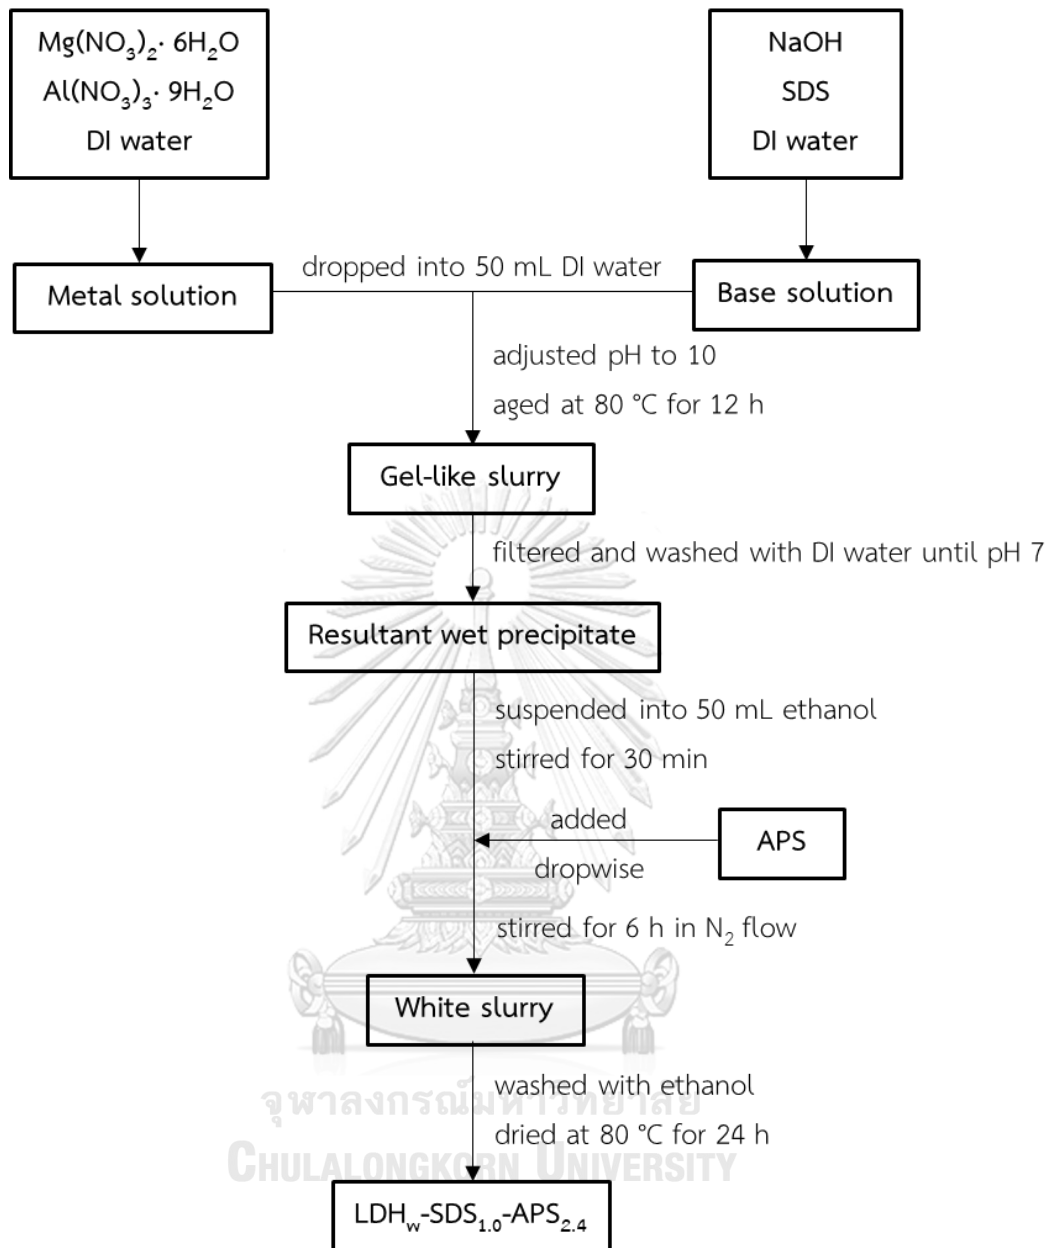 Mg(NO₃)₂· 6H₂O
Al(NO₃)₃· 9H₂O
DI water
NaOH
SDS
DI water
dropped into 50 mL DI water
Metal solution
Base solution
adjusted pH to 10
aged at 80 °C for 12 h
Gel-like slurry
filtered and washed with DI water until pH 7
Resultant wet precipitate
suspended into 50 mL ethanol
stirred for 30 min
added
dropwise
APS
stirred for 6 h in N₂ flow
White slurry
washed with ethanol
จุฬาลงกรณ์มหาวิทยาลัย
dried at 80 °C for 24 h
CHULALONGKORN UNIVERSITY
LDHw-SDS₁.₀-APS₂.₄